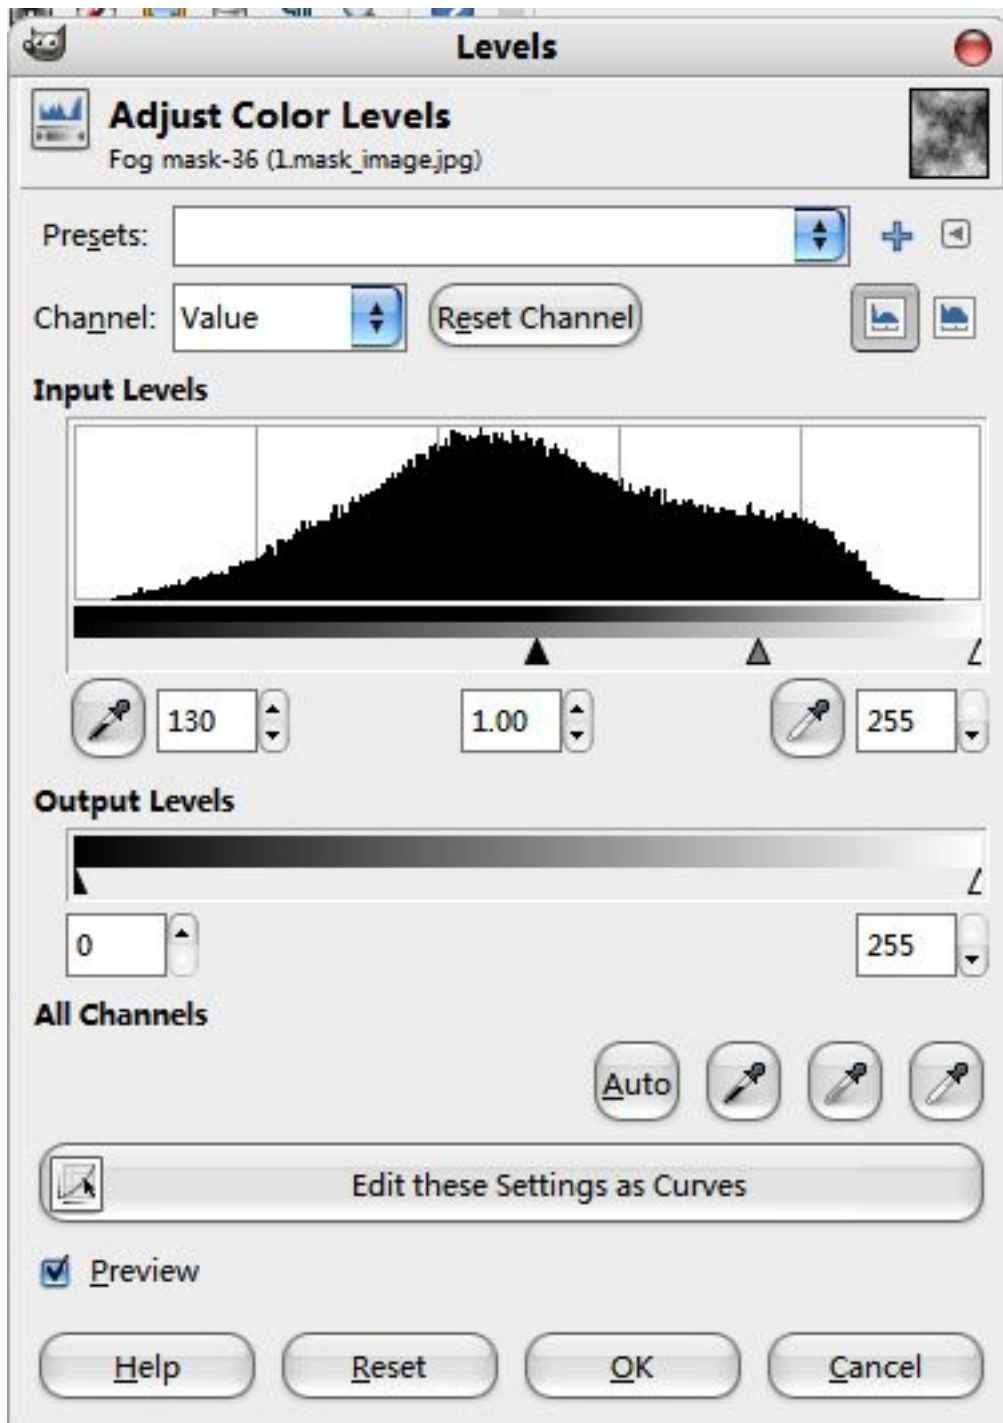 Levels
Adjust Color Levels
Fog mask-36 (1.mask_image.jpg)
Presets:
Channel: Value Reset Channel
Input Levels
130 1.00 255
Output Levels
0 255
All Channels
Auto
Edit these Settings as Curves
Preview
Help Reset OK Cancel